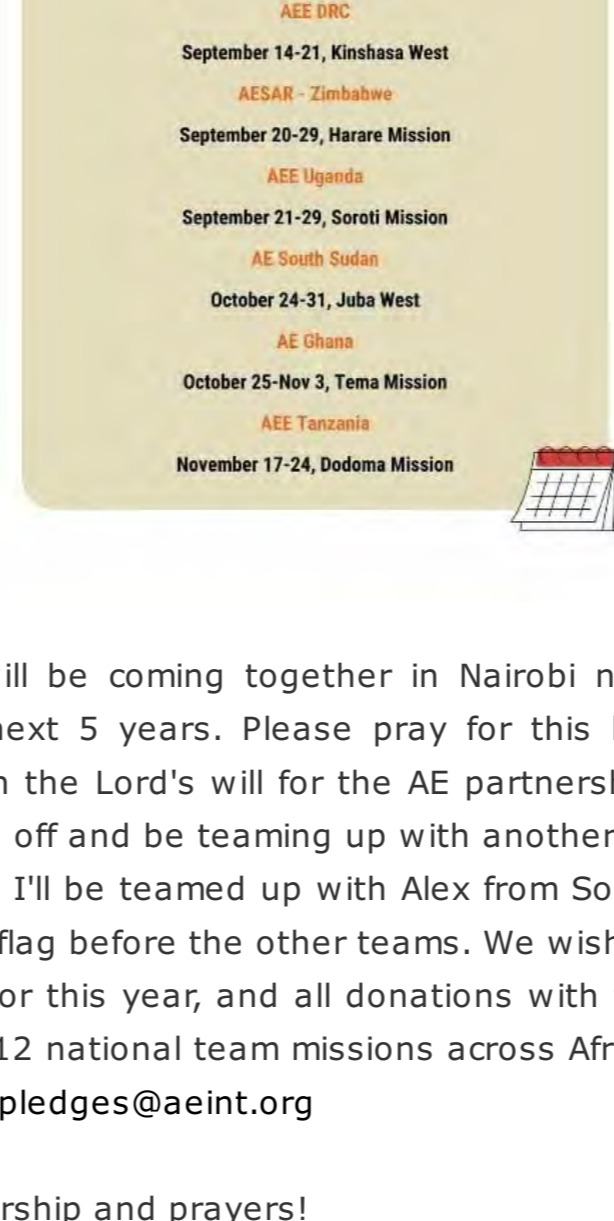 AEE DRC
September 14-21, Kinshasa West
AESAR - Zimbabwe
September 20-29, Harare Mission
AEE Uganda
September 21-29, Soroti Mission
AE South Sudan
October 24-31, Juba West
AE Ghana
October 25-Nov 3, Tema Mission
AEE Tanzania
November 17-24, Dodoma Mission
ill be coming together in Nairobi n
next 5 years. Please pray for this
the Lord's will for the AE partnersh
off and be teaming up with another
I'll be teamed up with Alex from So
flag before the other teams. We wish
or this year, and all donations with
12 national team missions across Afr
pledges@aeint.org
rship and prayers!